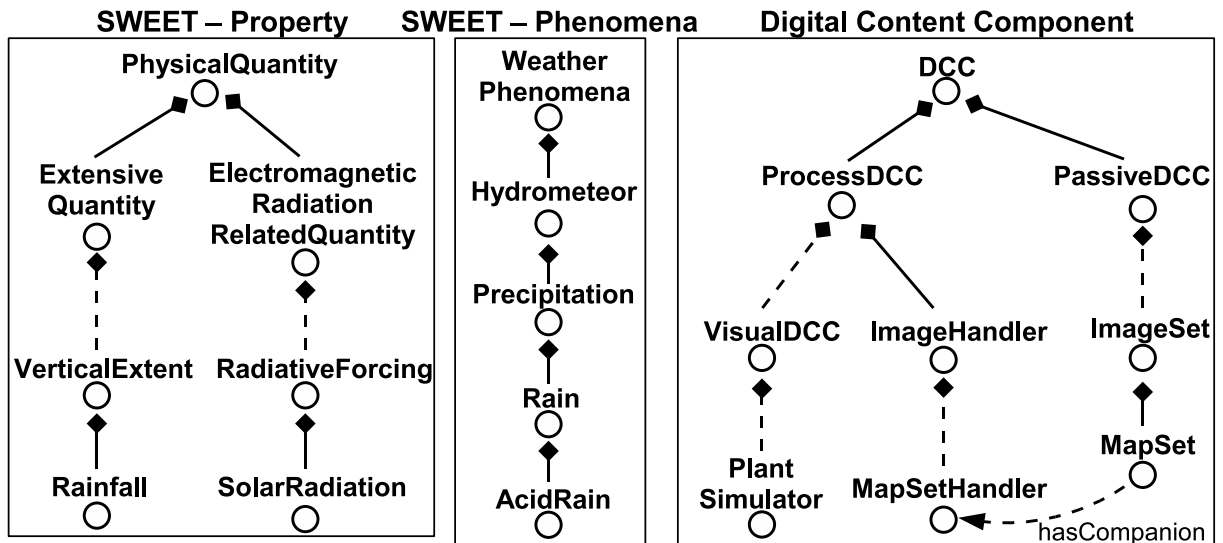 SWEET – Property
PhysicalQuantity
Extensive
Quantity
Electromagnetic
Radiation
RelatedQuantity
VerticalExtent
RadiativeForcing
Rainfall
SolarRadiation
SWEET – Phenomena
Weather
Phenomena
Hydrometeor
Precipitation
Rain
AcidRain
Digital Content Component
DCC
ProcessDCC
PassiveDCC
VisualDCC
ImageHandler
ImageSet
MapSet
Plant
Simulator
MapSetHandler
hasCompanion